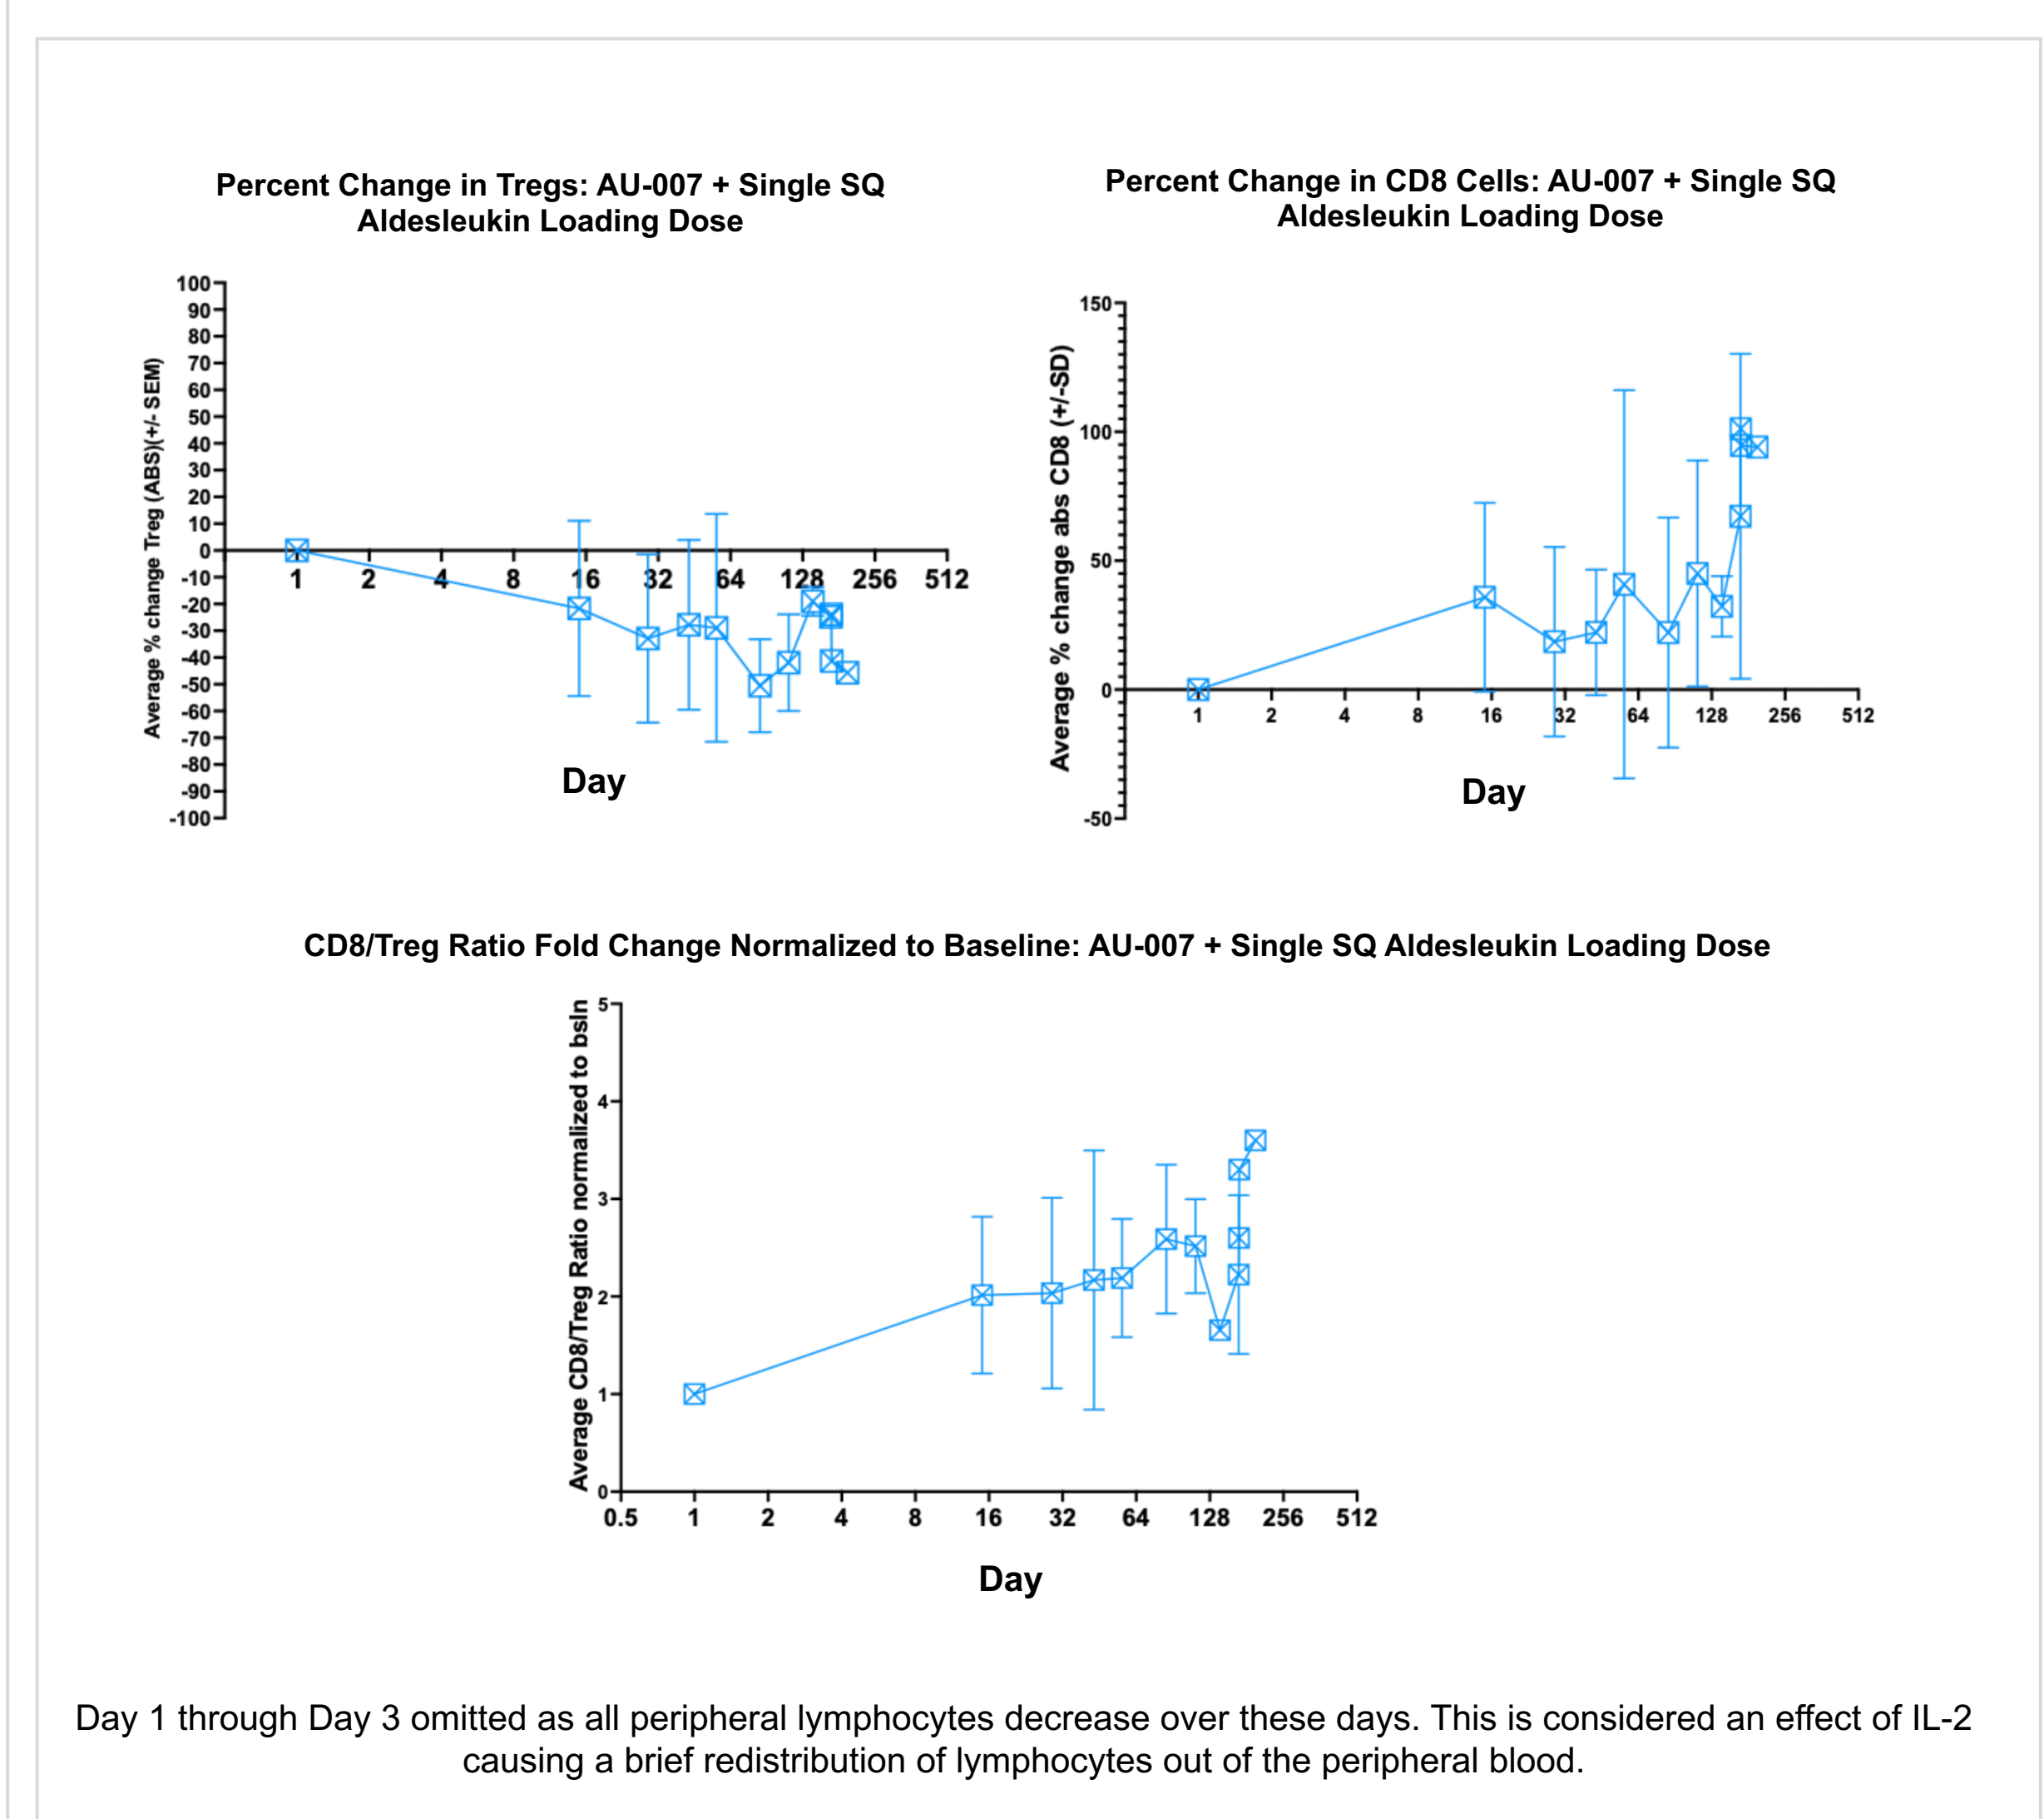 Percent Change in Tregs: AU-007 + Single SQ
Aldesleukin Loading Dose
Average % change Treg (ABS)(+/- SEM)
100
90
80
70
60
50
40
30
20
10
0
-10
-20
-30
-40
-50
-60
-70
-80
-90
-100
1 2 4 8 16 32 64 128 256 512
Day
Percent Change in CD8 Cells: AU-007 + Single SQ
Aldesleukin Loading Dose
Average % change abs CD8 (+/-SD)
150
100
50
0
-50
1 2 4 8 16 32 64 128 256 512
Day
CD8/Treg Ratio Fold Change Normalized to Baseline: AU-007 + Single SQ Aldesleukin Loading Dose
Average CD8/Treg Ratio normalized to bsln
5
4
3
2
1
0
0.5 1 2 4 8 16 32 64 128 256 512
Day
Day 1 through Day 3 omitted as all peripheral lymphocytes decrease over these days. This is considered an effect of IL-2
causing a brief redistribution of lymphocytes out of the peripheral blood.